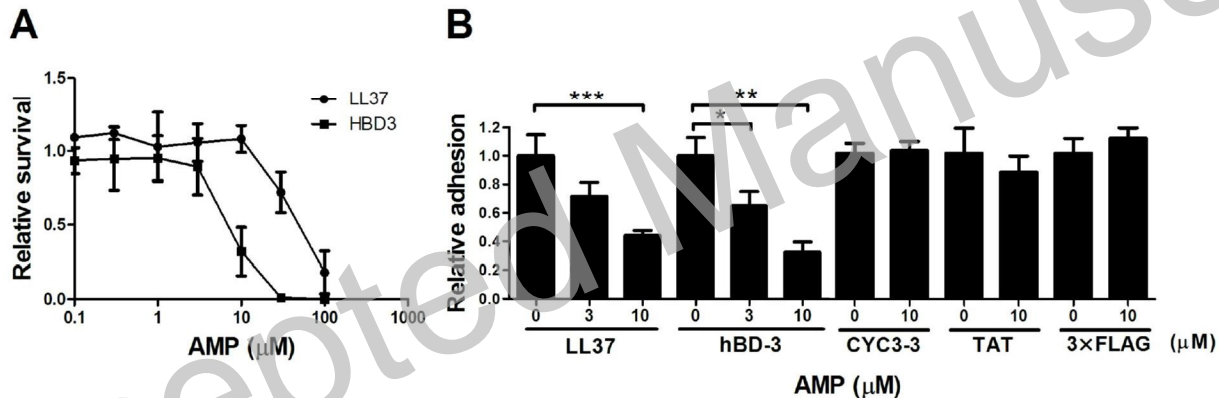 A
B
1.5
1.0
0.5
0.0
Relative survival
0.1
1
10
100
1000
AMP (μM)
LL37
HBD3
***
**
*
1.2
1.0
0.8
0.6
0.4
0.2
0.0
Relative adhesion
0 3 10 0 3 10 0 10 0 10 0 10
LL37 hBD-3 CYC3-3 TAT 3×FLAG (μM)
AMP (μM)
epted Manusc